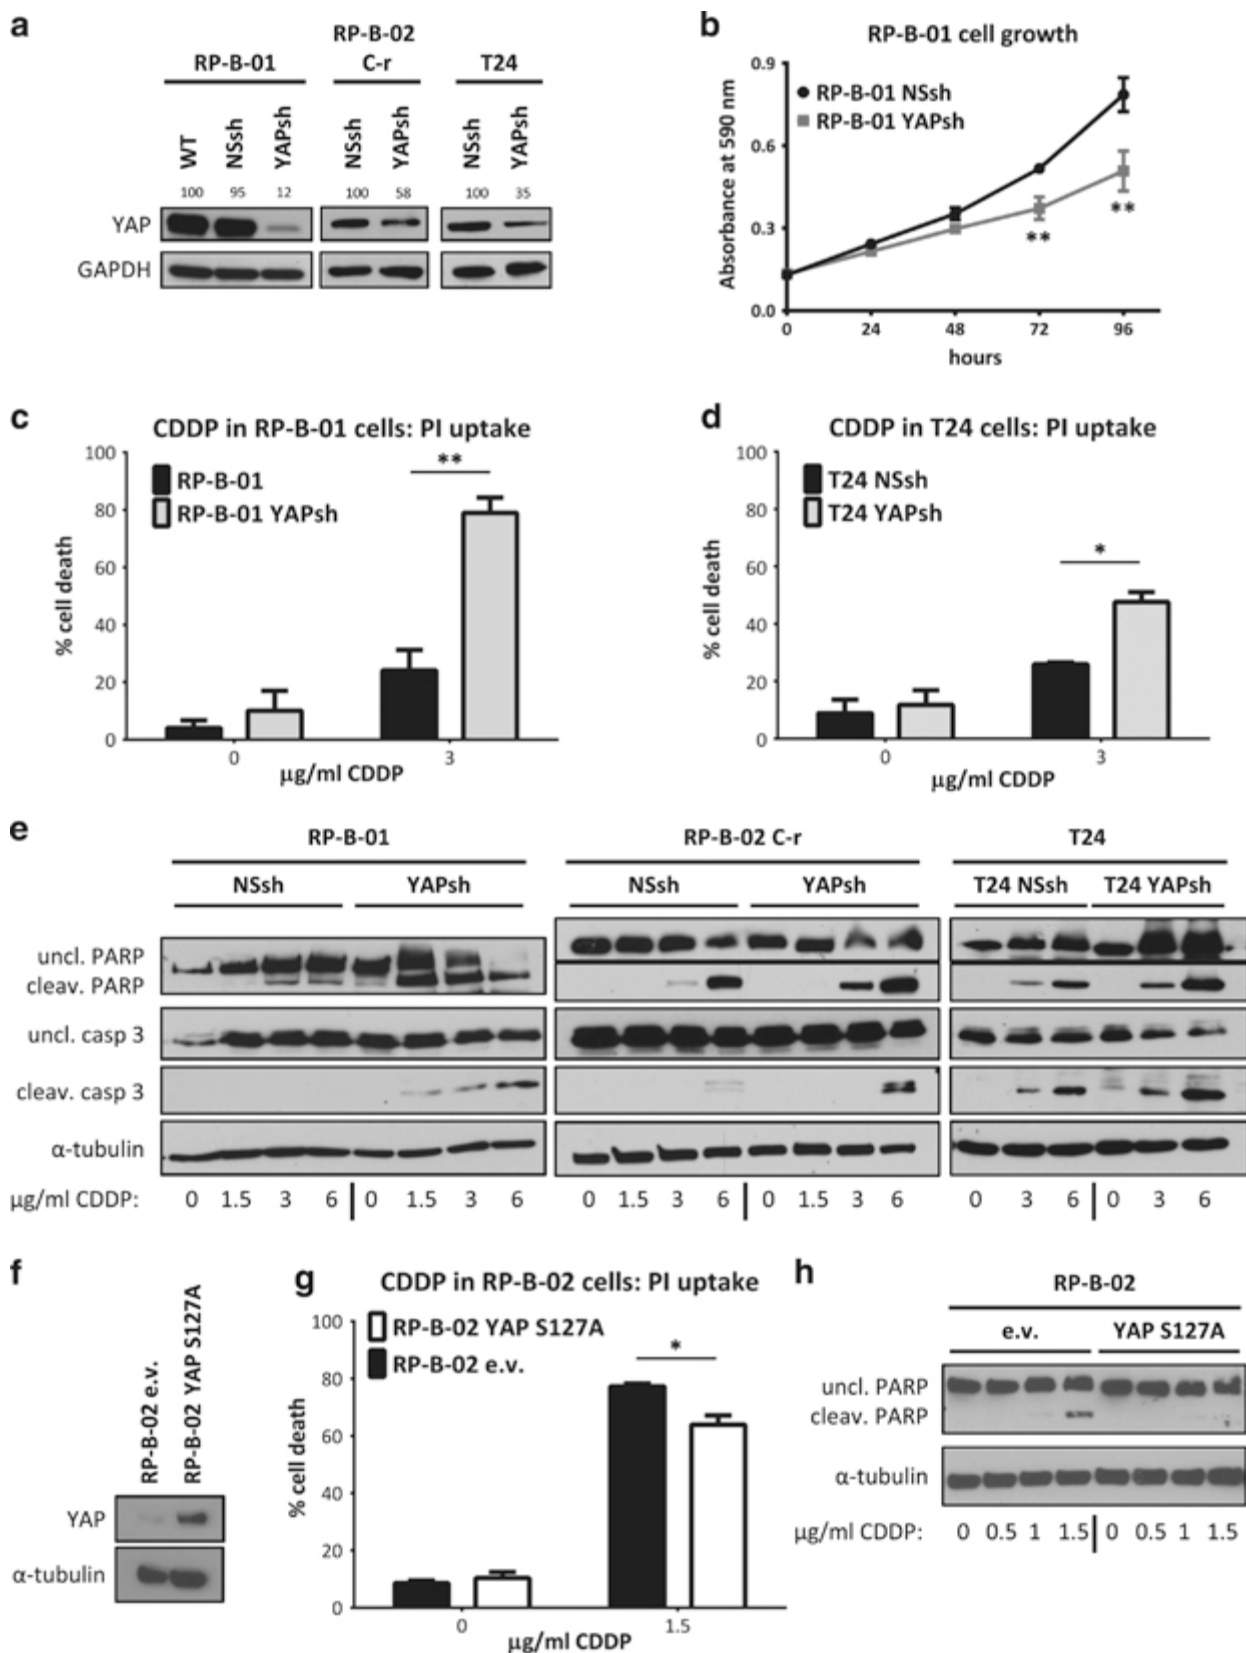 a
RP-B-01
RP-B-02
C-r
T24
WT
NSsh
YAPsh
NSsh
YAPsh
NSsh
YAPsh
100 95 12 100 58 100 35
YAP
GAPDH
b
RP-B-01 cell growth
RP-B-01 NSsh
RP-B-01 YAPsh
Absorbance at 590 nm
0.9
0.6
0.3
0.0
** **
0 24 48 72 96
hours
c
CDDP in RP-B-01 cells: PI uptake
RP-B-01
RP-B-01 YAPsh
**
% cell death
100
80
60
40
20
0
0 3
μg/ml CDDP
d
CDDP in T24 cells: PI uptake
T24 NSsh
T24 YAPsh
*
% cell death
100
80
60
40
20
0
0 3
μg/ml CDDP
e
RP-B-01 RP-B-02 C-r T24
NSsh YAPsh NSsh YAPsh T24 NSsh T24 YAPsh
uncl. PARP
cleav. PARP
uncl. casp 3
cleav. casp 3
α-tubulin
μg/ml CDDP: 0 1.5 3 6 0 1.5 3 6 0 1.5 3 6 0 1.5 3 6 0 3 6 0 3 6
f
RP-B-02 e.v.
RP-B-02 YAP S127A
YAP
α-tubulin
g
CDDP in RP-B-02 cells: PI uptake
RP-B-02 YAP S127A
RP-B-02 e.v.
*
% cell death
100
80
60
40
20
0
0 1.5
μg/ml CDDP
h
RP-B-02
e.v. YAP S127A
uncl. PARP
cleav. PARP
α-tubulin
μg/ml CDDP: 0 0.5 1 1.5 0 0.5 1 1.5